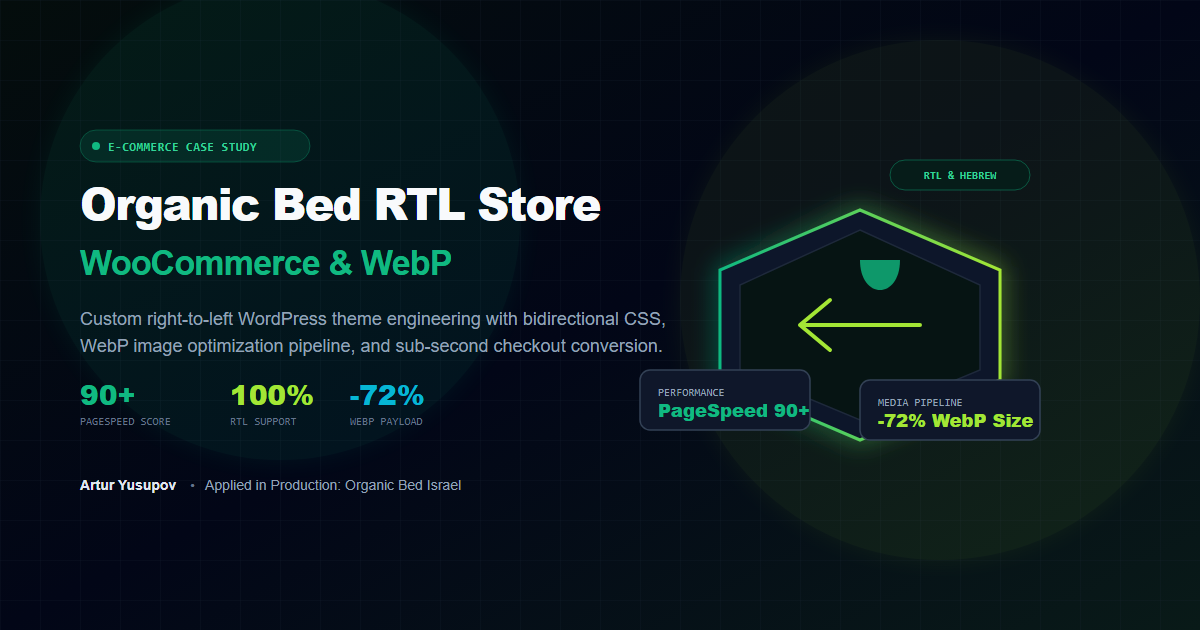 E-COMMERCE CASE STUDY
Organic Bed RTL Store
WooCommerce & WebP
Custom right-to-left WordPress theme engineering with bidirectional CSS,
WebP image optimization pipeline, and sub-second checkout conversion.
90+
PAGESPEED SCORE
100%
RTL SUPPORT
-72%
WEBP PAYLOAD
Artur Yusupov • Applied in Production: Organic Bed Israel
RTL & HEBREW
PERFORMANCE
PageSpeed 90+
MEDIA PIPELINE
-72% WebP Size